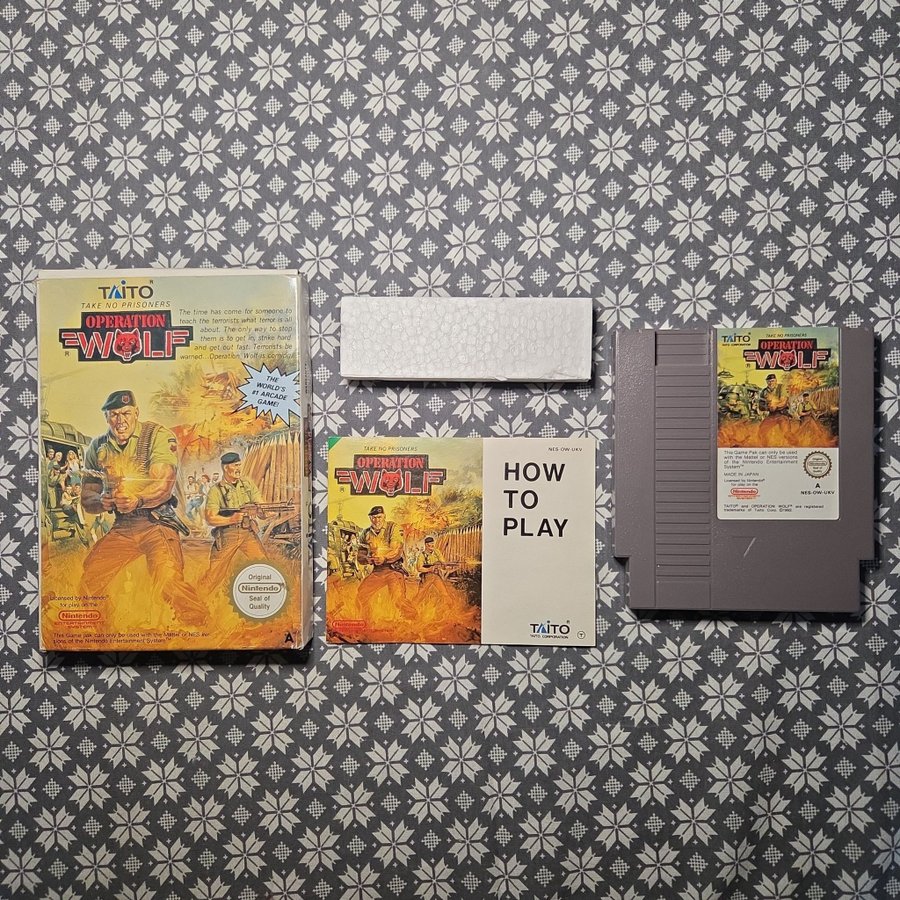 TAITO®
TAKE NO PRISONERS
OPERATION
WOLF
®
The time has come for someone to
teach the terrorists what terror is all
about. The only way to stop
them is to get in, strike hard
and get out fast. Terrorists be
warned... Operation Wolf is coming!
THE
WORLD'S
#1 ARCADE
GAME!
Original
Nintendo®
Seal of
Quality
Licensed by Nintendo®
for play on the
Nintendo®
ENTERTAINMENT
SYSTEM®
This Game Pak can only be used with the Mattel or NES ver-
sions of the Nintendo Entertainment System®
A
TAKE NO PRISONERS
OPERATION
WOLF
®
Nintendo
NES-OW-UKV
HOW
TO
PLAY
TAITO®
TAITO CORPORATION
TAITO®
TAITO CORPORATION
TAKE NO PRISONERS
OPERATION
WOLF
®
This Game Pak can only be used
with the Mattel or NES versions
of the Nintendo Entertainment
System®
MADE IN JAPAN
Licensed by Nintendo®
for play on the
Nintendo®
ENTERTAINMENT
SYSTEM®
A
NES-OW-UKV
TAITO® and OPERATION WOLF® are registered
trademarks of Taito Corp. ©1992